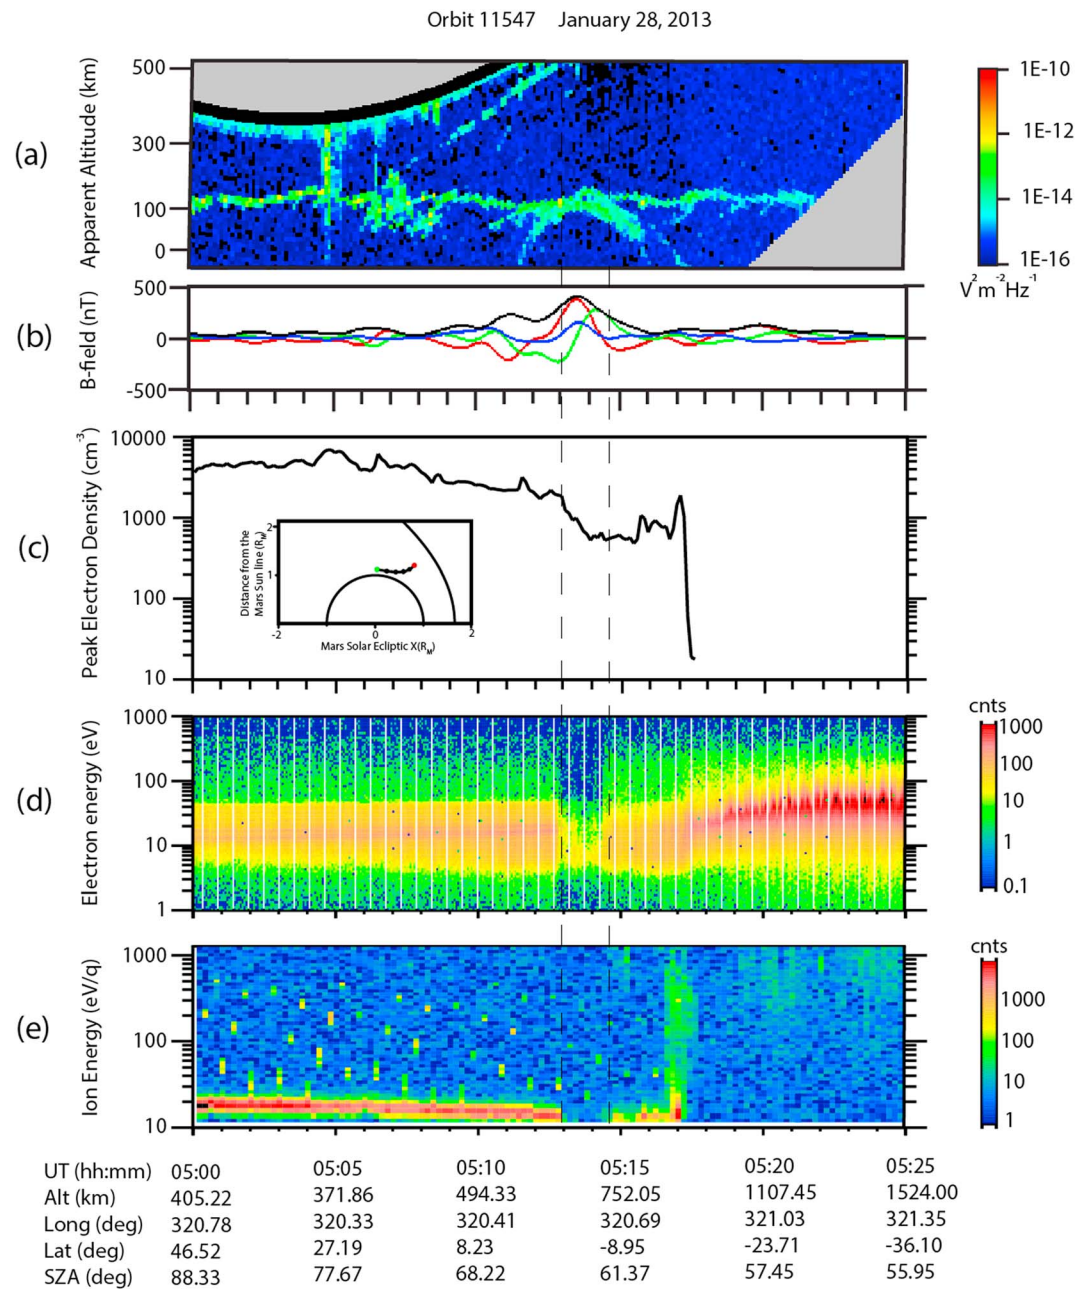 Orbit 11547 January 28, 2013
(a)
Apparent Altitude (km)
500
300
100
0
1E-10
1E-12
1E-14
1E-16
V²m⁻²Hz⁻¹
(b)
B-field (nT)
500
0
-500
(c)
Peak Electron Density (cm⁻³)
10000
1000
100
10
Distance from the
Mars Sun line (R_M)
2
1
-2
0
2
Mars Solar Ecliptic X(R_M)
(d)
Electron energy (eV)
1000
100
10
1
cnts
1000
100
10
1
0.1
(e)
Ion Energy (eV/q)
1000
100
10
cnts
1000
100
10
1
UT (hh:mm) 05:00 05:05 05:10 05:15 05:20 05:25
Alt (km) 405.22 371.86 494.33 752.05 1107.45 1524.00
Long (deg) 320.78 320.33 320.41 320.69 321.03 321.35
Lat (deg) 46.52 27.19 8.23 -8.95 -23.71 -36.10
SZA (deg) 88.33 77.67 68.22 61.37 57.45 55.95